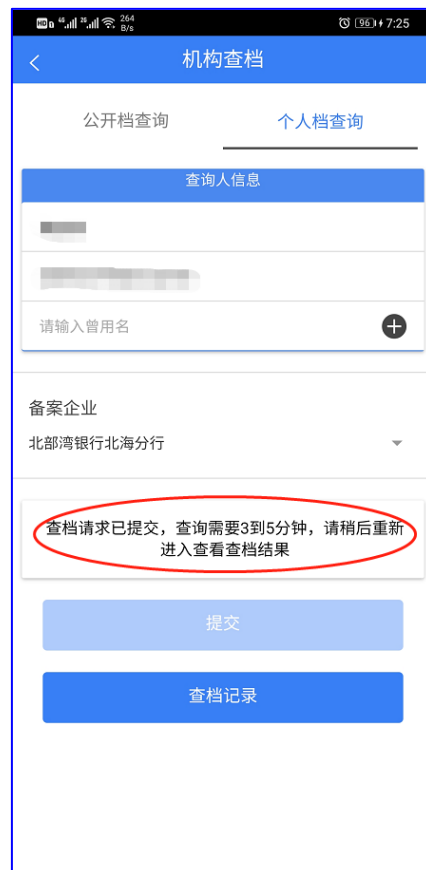 HD 4G 2G 264 B/s 96 7:25
机构查档
公开档查询 个人档查询
查询人信息
请输入曾用名
备案企业
北部湾银行北海分行
查档请求已提交，查询需要3到5分钟，请稍后重新
进入查看查档结果
提交
查档记录